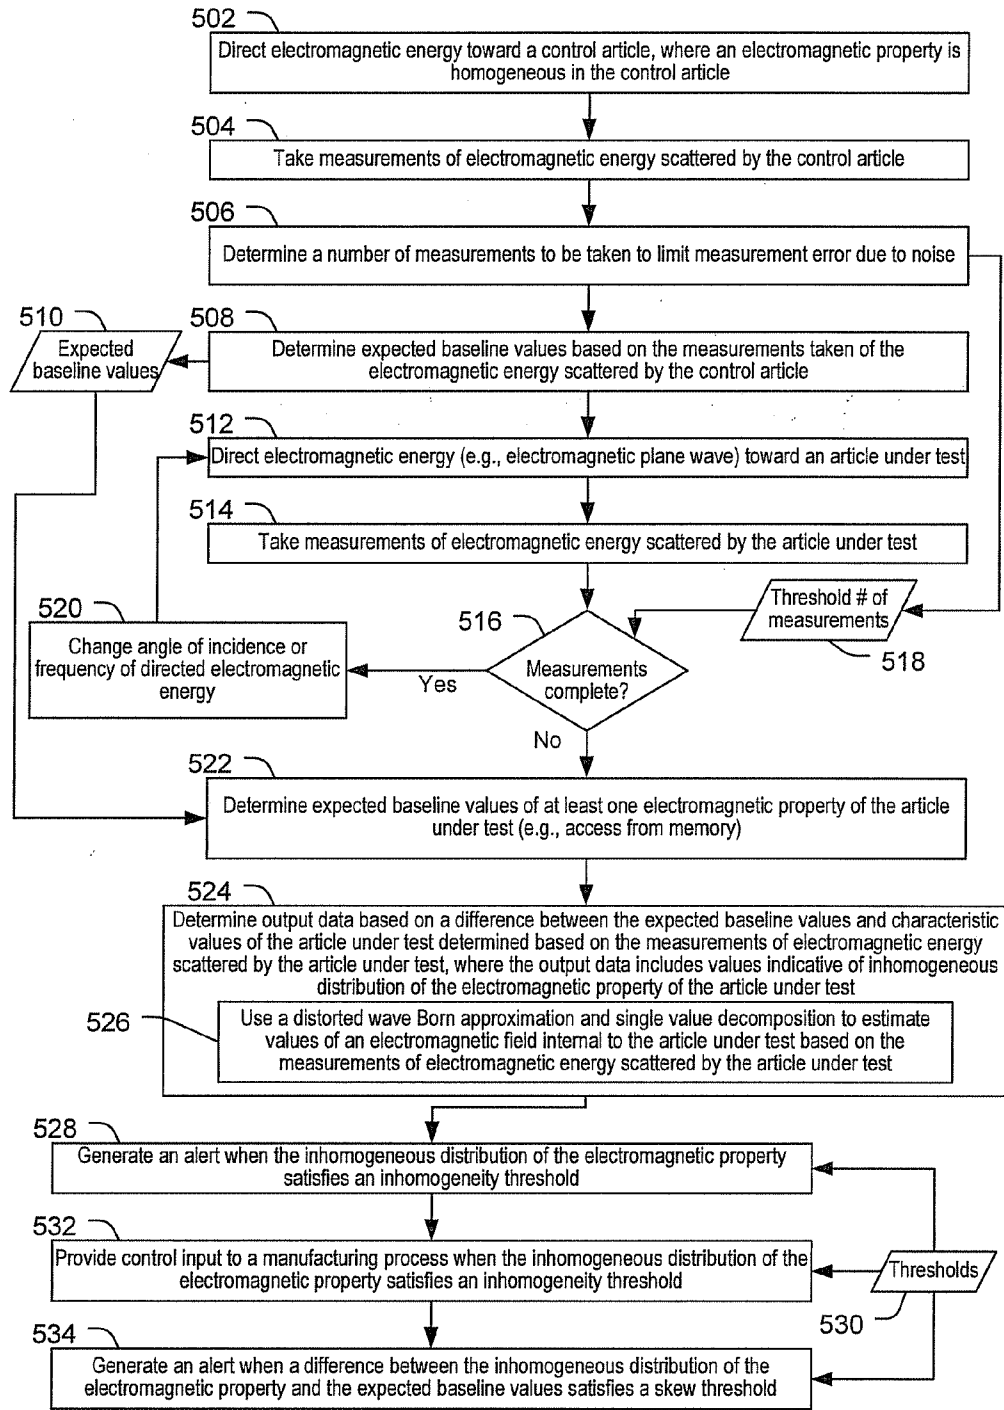 502
Direct electromagnetic energy toward a control article, where an electromagnetic property is
homogeneous in the control article
504
Take measurements of electromagnetic energy scattered by the control article
506
Determine a number of measurements to be taken to limit measurement error due to noise
510
Expected
baseline values
508
Determine expected baseline values based on the measurements taken of the
electromagnetic energy scattered by the control article
512
Direct electromagnetic energy (e.g., electromagnetic plane wave) toward an article under test
514
Take measurements of electromagnetic energy scattered by the article under test
520
Change angle of incidence or
frequency of directed electromagnetic
energy
Yes
516
Measurements
complete?
No
Threshold # of
measurements
518
522
Determine expected baseline values of at least one electromagnetic property of the article
under test (e.g., access from memory)
524
Determine output data based on a difference between the expected baseline values and characteristic
values of the article under test determined based on the measurements of electromagnetic energy
scattered by the article under test, where the output data includes values indicative of inhomogeneous
distribution of the electromagnetic property of the article under test
526
Use a distorted wave Born approximation and single value decomposition to estimate
values of an electromagnetic field internal to the article under test based on the
measurements of electromagnetic energy scattered by the article under test
528
Generate an alert when the inhomogeneous distribution of the electromagnetic property
satisfies an inhomogeneity threshold
532
Provide control input to a manufacturing process when the inhomogeneous distribution of the
electromagnetic property satisfies an inhomogeneity threshold
Thresholds
530
534
Generate an alert when a difference between the inhomogeneous distribution of the
electromagnetic property and the expected baseline values satisfies a skew threshold